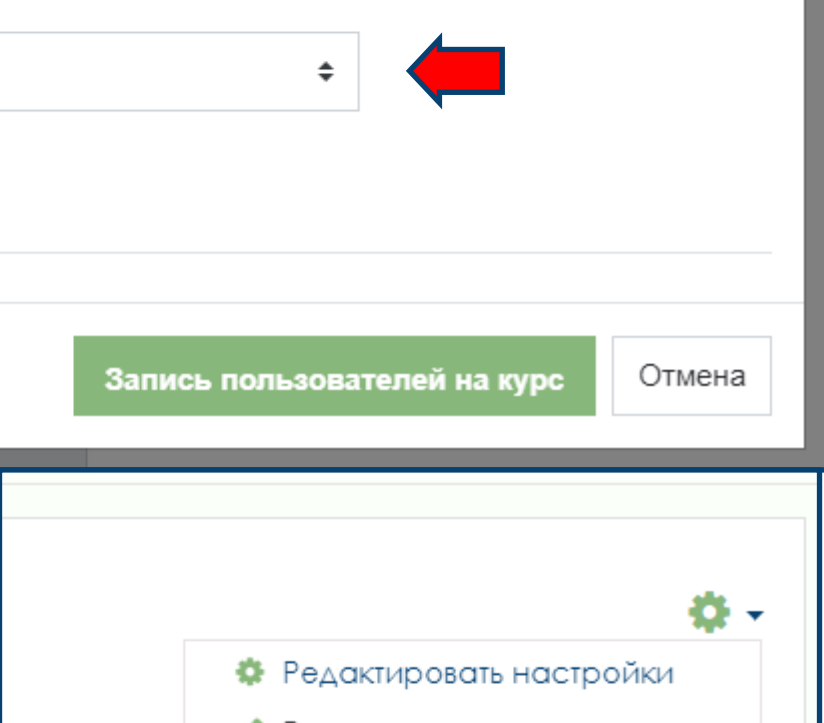 Запись пользователей на курс
Отмена
Редактировать настройки